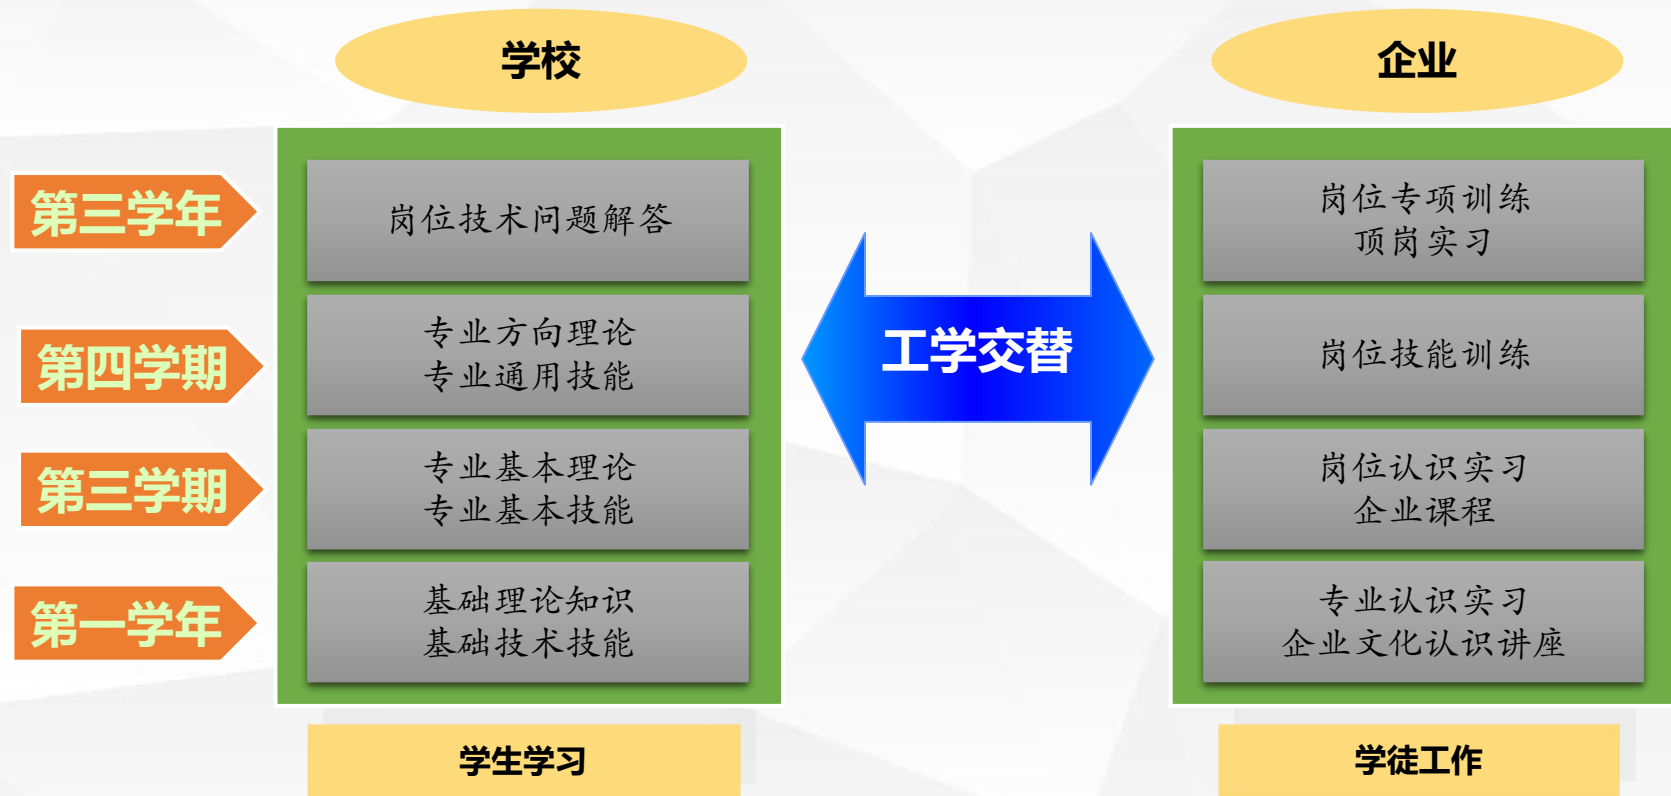 学校
企业
第三学年
岗位技术问题解答
岗位专项训练
顶岗实习
第四学期
专业方向理论
专业通用技能
工学交替
岗位技能训练
第三学期
专业基本理论
专业基本技能
岗位认识实习
企业课程
第一学年
基础理论知识
基础技术技能
专业认识实习
企业文化认识讲座
学生学习
学徒工作